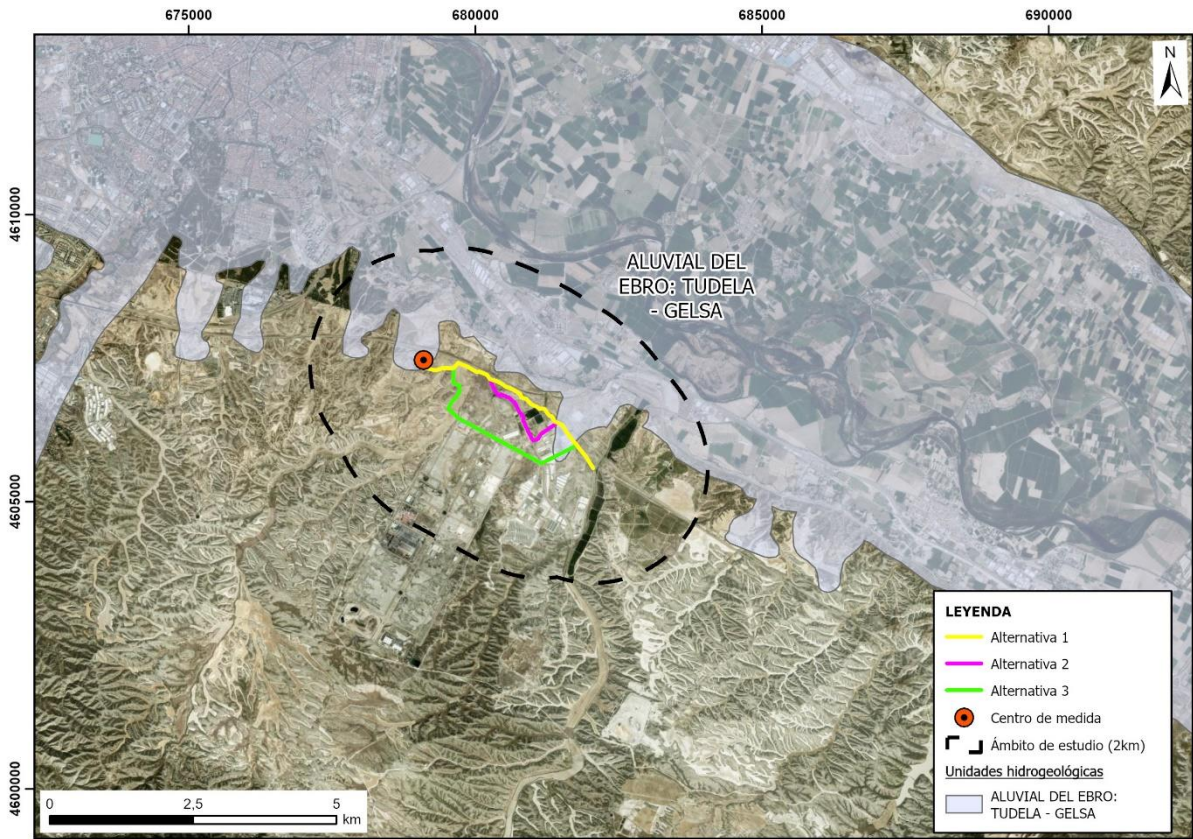 675000
680000
685000
690000
N
4610000
4605000
4600000
ALUVIAL DEL
EBRO: TUDELA
- GELSA
LEYENDA
Alternativa 1
Alternativa 2
Alternativa 3
Centro de medida
Ámbito de estudio (2km)
Unidades hidrogeológicas
ALUVIAL DEL EBRO:
TUDELA - GELSA
0
2,5
5
km